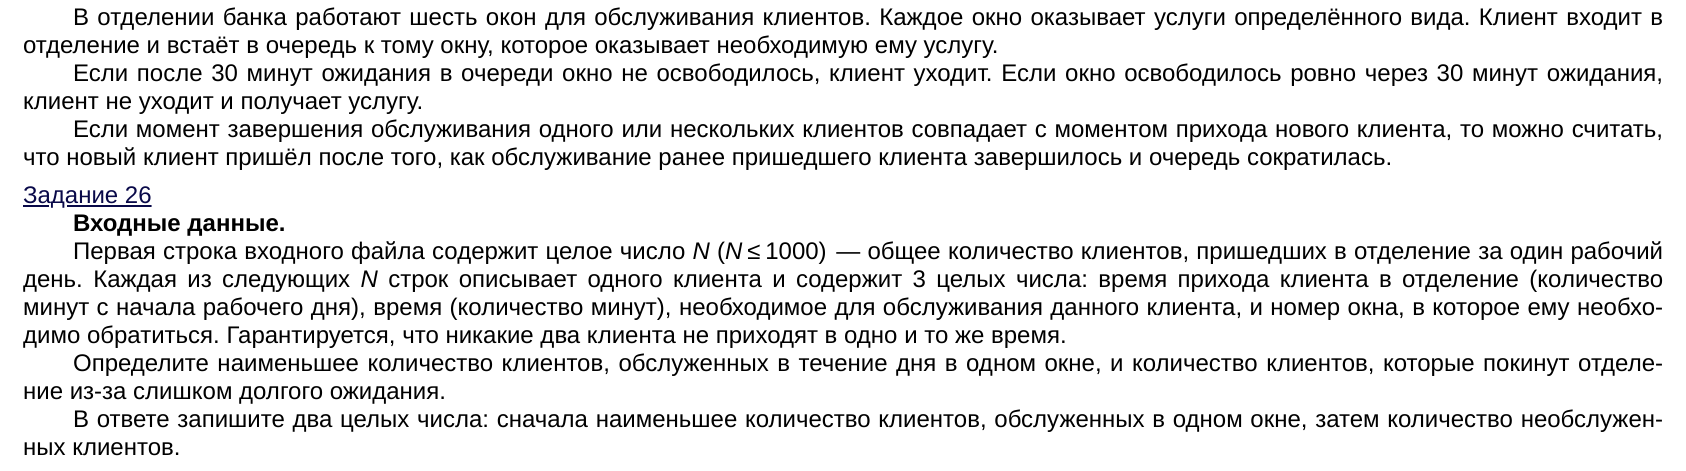 В отделении банка работают шесть окон для обслуживания клиентов. Каждое окно оказывает услуги определённого вида. Клиент входит в
отделение и встаёт в очередь к тому окну, которое оказывает необходимую ему услугу.
Если после 30 минут ожидания в очереди окно не освободилось, клиент уходит. Если окно освободилось ровно через 30 минут ожидания,
клиент не уходит и получает услугу.
Если момент завершения обслуживания одного или нескольких клиентов совпадает с моментом прихода нового клиента, то можно считать,
что новый клиент пришёл после того, как обслуживание ранее пришедшего клиента завершилось и очередь сократилась.
Задание 26
Входные данные.
Первая строка входного файла содержит целое число N (N ≤ 1000) — общее количество клиентов, пришедших в отделение за один рабочий
день. Каждая из следующих N строк описывает одного клиента и содержит 3 целых числа: время прихода клиента в отделение (количество
минут с начала рабочего дня), время (количество минут), необходимое для обслуживания данного клиента, и номер окна, в которое ему необхо-
димо обратиться. Гарантируется, что никакие два клиента не приходят в одно и то же время.
Определите наименьшее количество клиентов, обслуженных в течение дня в одном окне, и количество клиентов, которые покинут отделе-
ние из-за слишком долгого ожидания.
В ответе запишите два целых числа: сначала наименьшее количество клиентов, обслуженных в одном окне, затем количество необслужен-
ных клиентов.